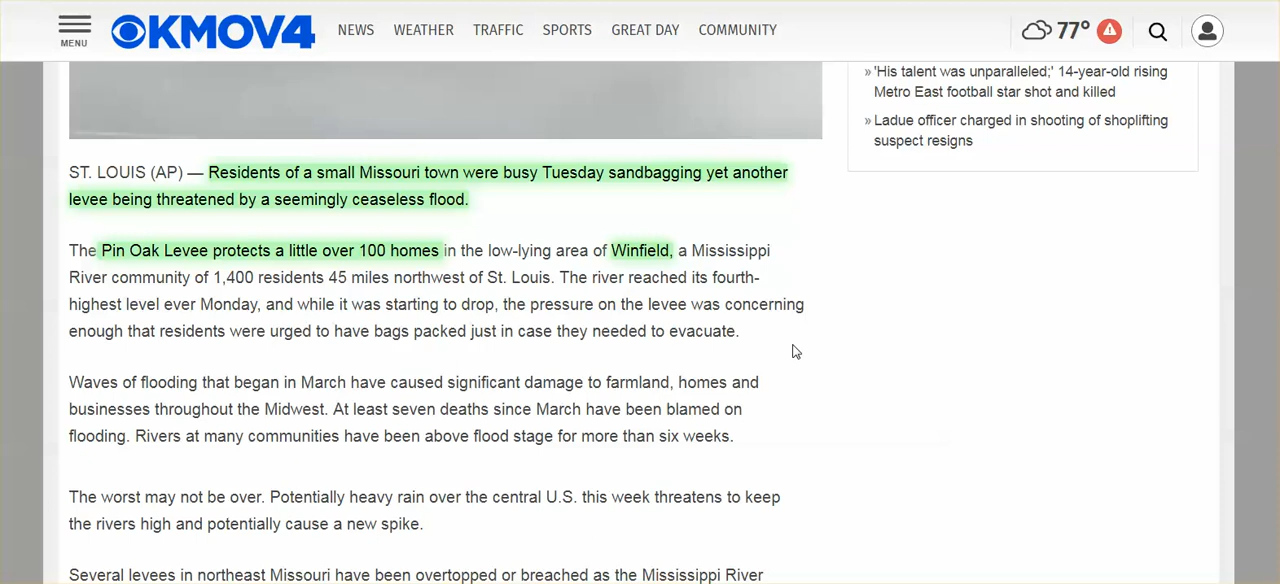 MENU
KMOV4
NEWS
WEATHER
TRAFFIC
SPORTS
GREAT DAY
COMMUNITY
77°
» 'His talent was unparalleled;' 14-year-old rising
Metro East football star shot and killed
» Ladue officer charged in shooting of shoplifting
suspect resigns
ST. LOUIS (AP) — Residents of a small Missouri town were busy Tuesday sandbagging yet another
levee being threatened by a seemingly ceaseless flood.
The Pin Oak Levee protects a little over 100 homes in the low-lying area of Winfield, a Mississippi
River community of 1,400 residents 45 miles northwest of St. Louis. The river reached its fourth-
highest level ever Monday, and while it was starting to drop, the pressure on the levee was concerning
enough that residents were urged to have bags packed just in case they needed to evacuate.
Waves of flooding that began in March have caused significant damage to farmland, homes and
businesses throughout the Midwest. At least seven deaths since March have been blamed on
flooding. Rivers at many communities have been above flood stage for more than six weeks.
The worst may not be over. Potentially heavy rain over the central U.S. this week threatens to keep
the rivers high and potentially cause a new spike.
Several levees in northeast Missouri have been overtopped or breached as the Mississippi River